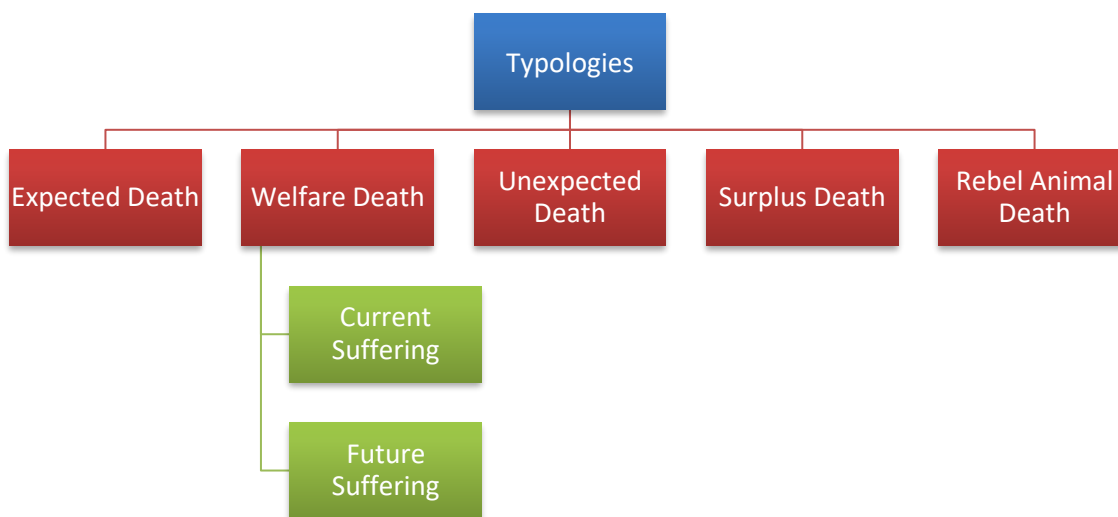 Typologies
Expected Death
Welfare Death
Unexpected
Death
Surplus Death
Rebel Animal
Death
Current
Suffering
Future
Suffering